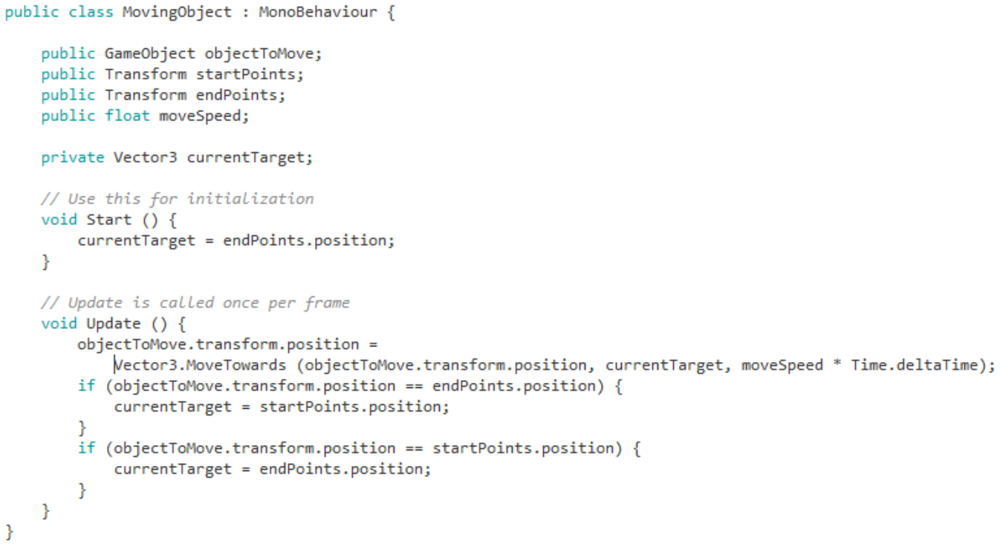 public class MovingObject : MonoBehaviour {
public GameObject objectToMove;
public Transform startPoints;
public Transform endPoints;
public float moveSpeed;
private Vector3 currentTarget;
// Use this for initialization
void Start () {
currentTarget = endPoints.position;
}
// Update is called once per frame
void Update () {
objectToMove.transform.position =
Vector3.MoveTowards (objectToMove.transform.position, currentTarget, moveSpeed * Time.deltaTime);
if (objectToMove.transform.position == endPoints.position) {
currentTarget = startPoints.position;
}
if (objectToMove.transform.position == startPoints.position) {
currentTarget = endPoints.position;
}
}
}